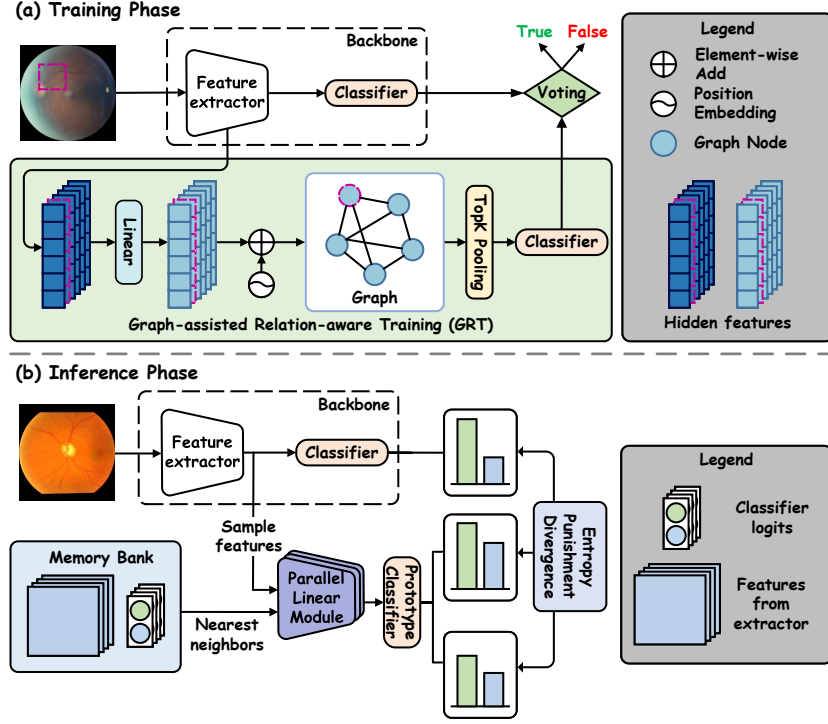 (a) Training Phase
Backbone
Feature
extractor
Classifier
True False
Voting
Legend
Element-wise
Add
Position
Embedding
Graph Node
Hidden features
Linear
Graph
TopK Pooling
Classifier
Graph-assisted Relation-aware Training (GRT)
(b) Inference Phase
Backbone
Feature
extractor
Classifier
Sample
features
Memory Bank
Nearest
neighbors
Parallel
Linear
Module
Prototype
Classifier
Entropy
Punishment
Divergence
Legend
Classifier
logits
Features
from
extractor